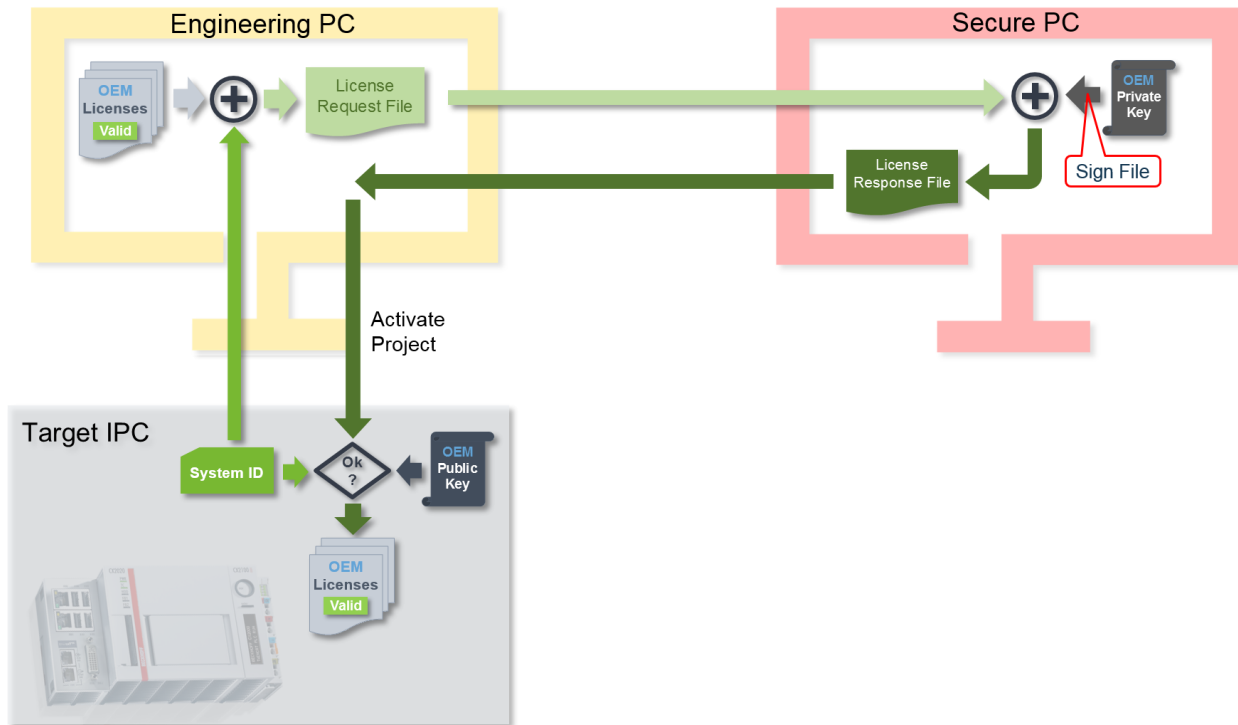 Engineering PC
Secure PC
OEM
Licenses
Valid
License
Request File
OEM
Private
Key
License
Response File
Sign File
Activate
Project
Target IPC
System ID
Ok
?
OEM
Public
Key
OEM
Licenses
Valid